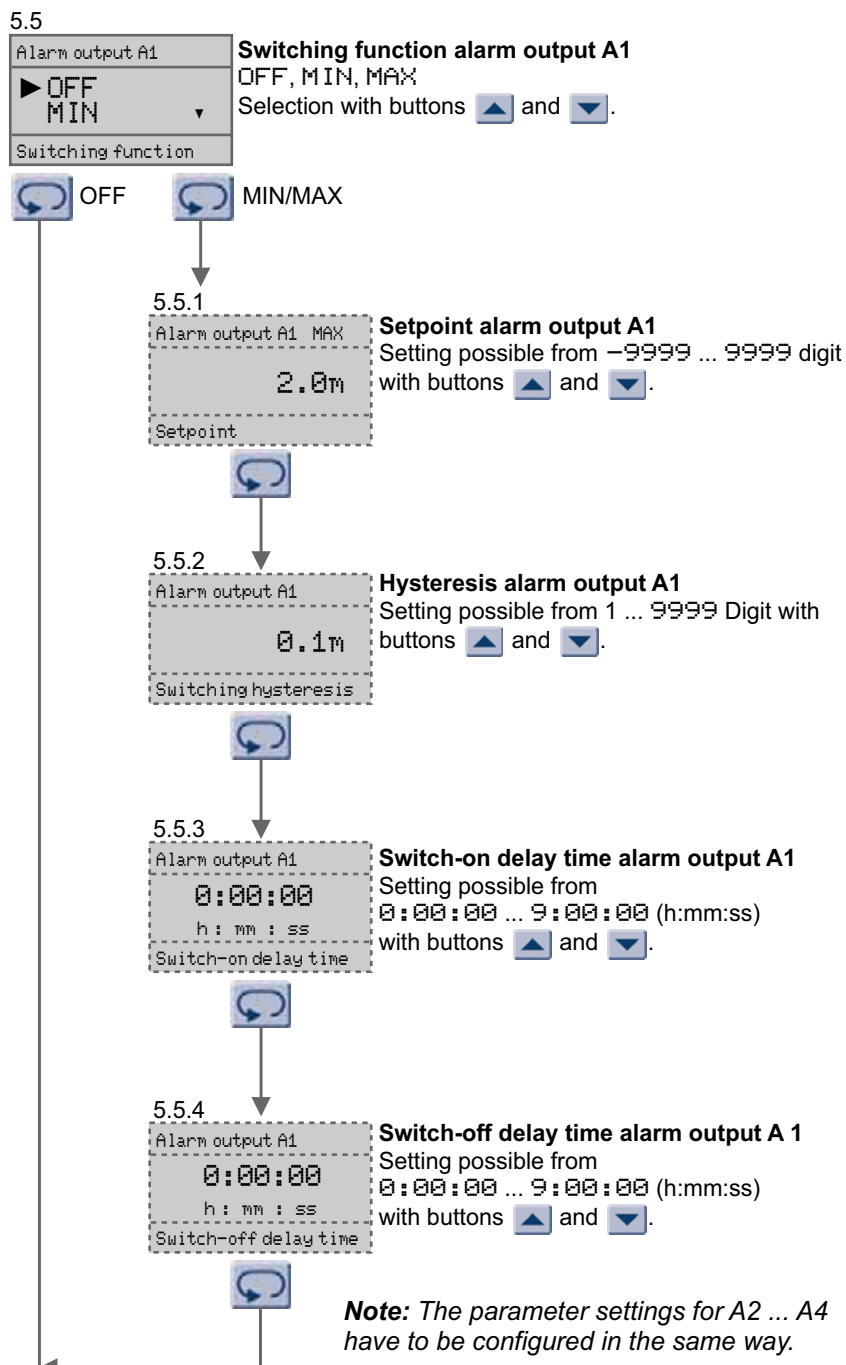 5.5
Alarm output A1
►OFF
MIN ▼
Switching function
Switching function alarm output A1
OFF, MIN, MAX
Selection with buttons ▲ and ▼.
OFF
MIN/MAX
5.5.1
Alarm output A1 MAX
2.0m
Setpoint
Setpoint alarm output A1
Setting possible from −9999 ... 9999 digit
with buttons ▲ and ▼.
5.5.2
Alarm output A1
0.1m
Switching hysteresis
Hysteresis alarm output A1
Setting possible from 1 ... 9999 Digit with
buttons ▲ and ▼.
5.5.3
Alarm output A1
0:00:00
h : mm : ss
Switch-on delay time
Switch-on delay time alarm output A1
Setting possible from
0:00:00 ... 9:00:00 (h:mm:ss)
with buttons ▲ and ▼.
5.5.4
Alarm output A1
0:00:00
h : mm : ss
Switch-off delay time
Switch-off delay time alarm output A 1
Setting possible from
0:00:00 ... 9:00:00 (h:mm:ss)
with buttons ▲ and ▼.
Note: The parameter settings for A2 ... A4
have to be configured in the same way.